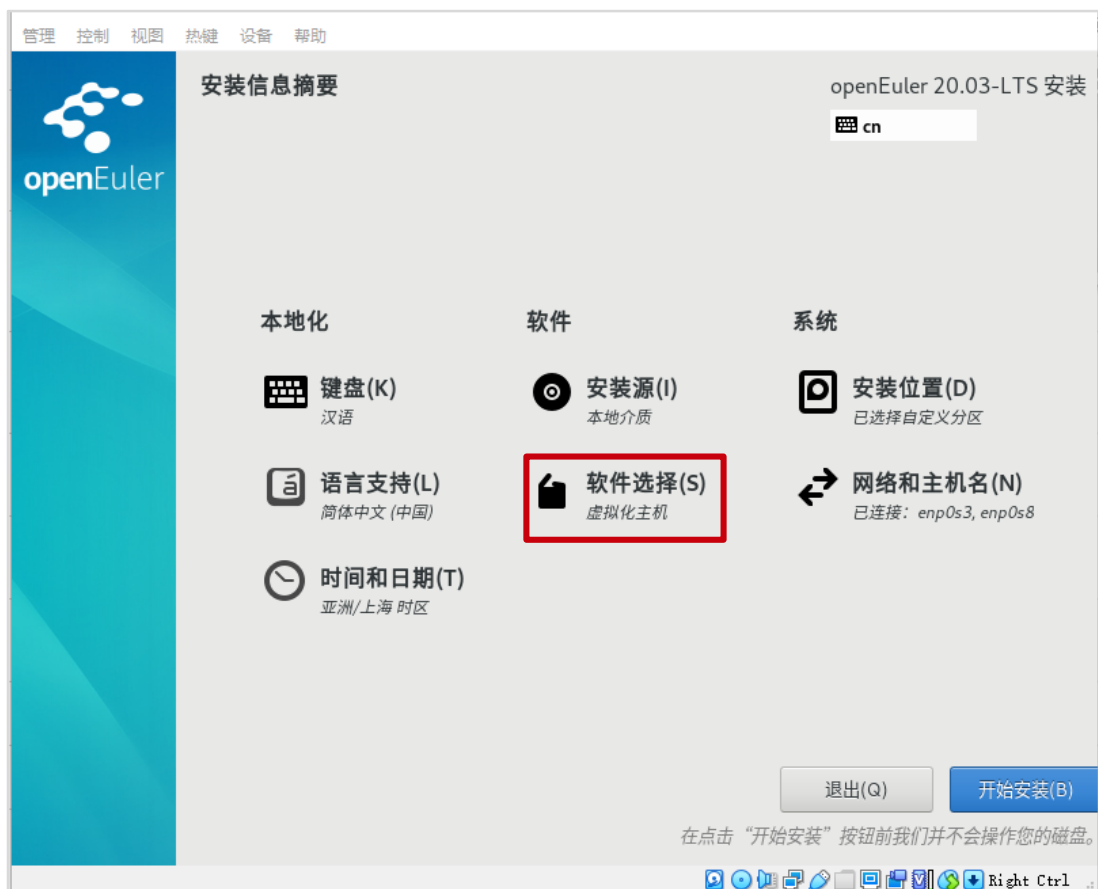 管理 控制 视图 热键 设备 帮助
openEuler
安装信息摘要
openEuler 20.03-LTS 安装
cn
本地化
键盘(K)
汉语
语言支持(L)
简体中文 (中国)
时间和日期(T)
亚洲/上海 时区
软件
安装源(I)
本地介质
软件选择(S)
虚拟化主机
系统
安装位置(D)
已选择自定义分区
网络和主机名(N)
已连接：enp0s3, enp0s8
退出(Q)
开始安装(B)
在点击“开始安装”按钮前我们并不会操作您的磁盘。
Right Ctrl